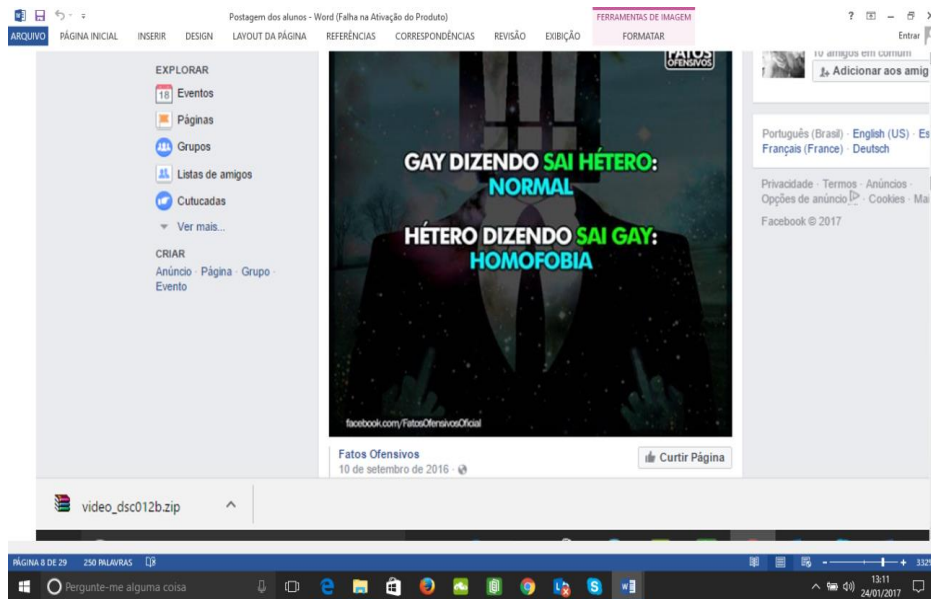 Postagem dos alunos - Word (Falha na Ativação do Produto)
FERRAMENTAS DE IMAGEM
ARQUIVO PÁGINA INICIAL INSERIR DESIGN LAYOUT DA PÁGINA REFERÊNCIAS CORRESPONDÊNCIAS REVISÃO EXIBIÇÃO FORMATAR
Entrar
EXPLORAR
18 Eventos
Páginas
Grupos
Listas de amigos
Cutucadas
Ver mais...
CRIAR
Anúncio · Página · Grupo ·
Evento
FATOS
OFENSIVOS
GAY DIZENDO SAI HÉTERO:
NORMAL
HÉTERO DIZENDO SAI GAY:
HOMOFOBIA
facebook.com/FatosOfensivosOficial
Fatos Ofensivos
10 de setembro de 2016 ·
Curtir Página
10 amigos em comum
Adicionar aos amig
Português (Brasil) · English (US) · Es
Français (France) · Deutsch
Privacidade · Termos · Anúncios ·
Opções de anúncio · Cookies · Mai
Facebook © 2017
video_dsc012b.zip
PÁGINA 8 DE 29 250 PALAVRAS
332%
Pergunte-me alguma coisa
13:11
24/01/2017